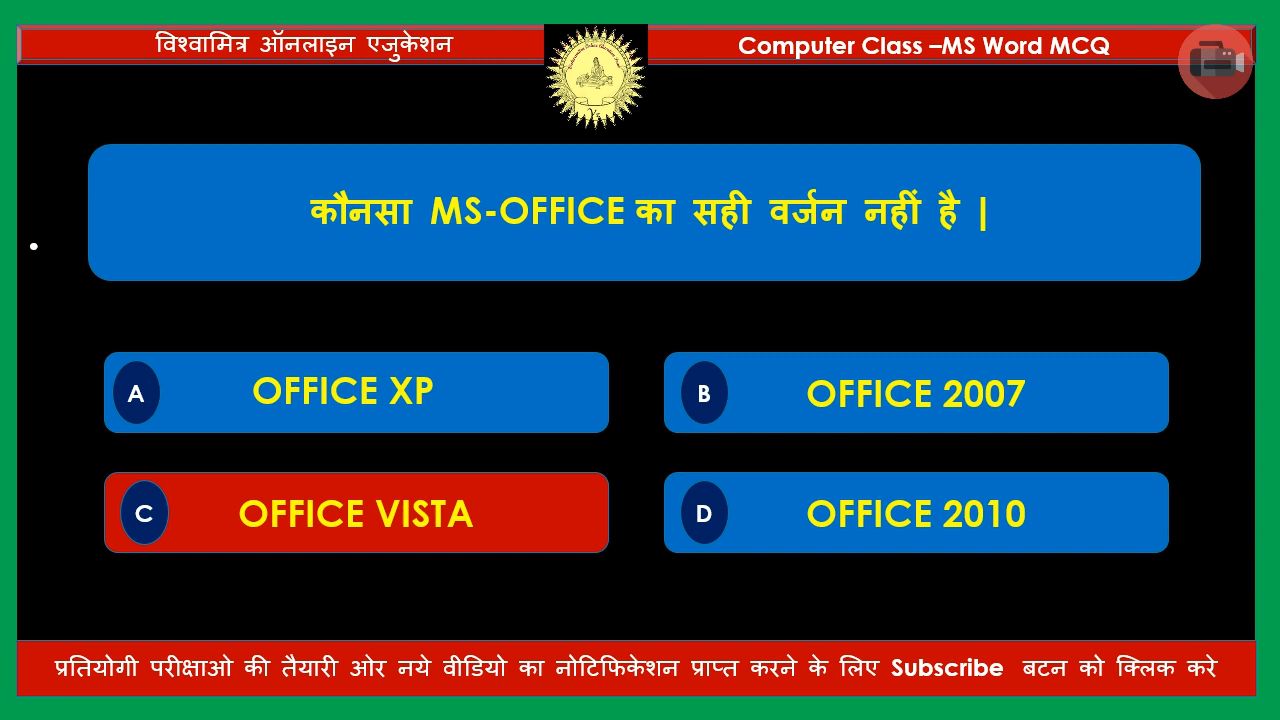 विश्वामित्र ऑनलाइन एजुकेशन
Computer Class –MS Word MCQ
कौनसा MS-OFFICE का सही वर्जन नहीं है |
A OFFICE XP
B OFFICE 2007
C OFFICE VISTA
D OFFICE 2010
प्रतियोगी परीक्षाओ की तैयारी ओर नये वीडियो का नोटिफिकेशन प्राप्त करने के लिए Subscribe बटन को क्लिक करे